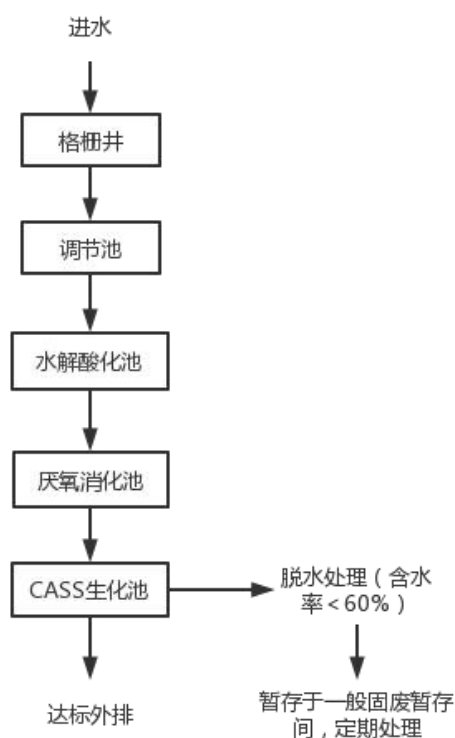 进水
格栅井
调节池
水解酸化池
厌氧消化池
CASS生化池
脱水处理（含水
率＜60%）
达标外排
暂存于一般固废暂存
间，定期处理